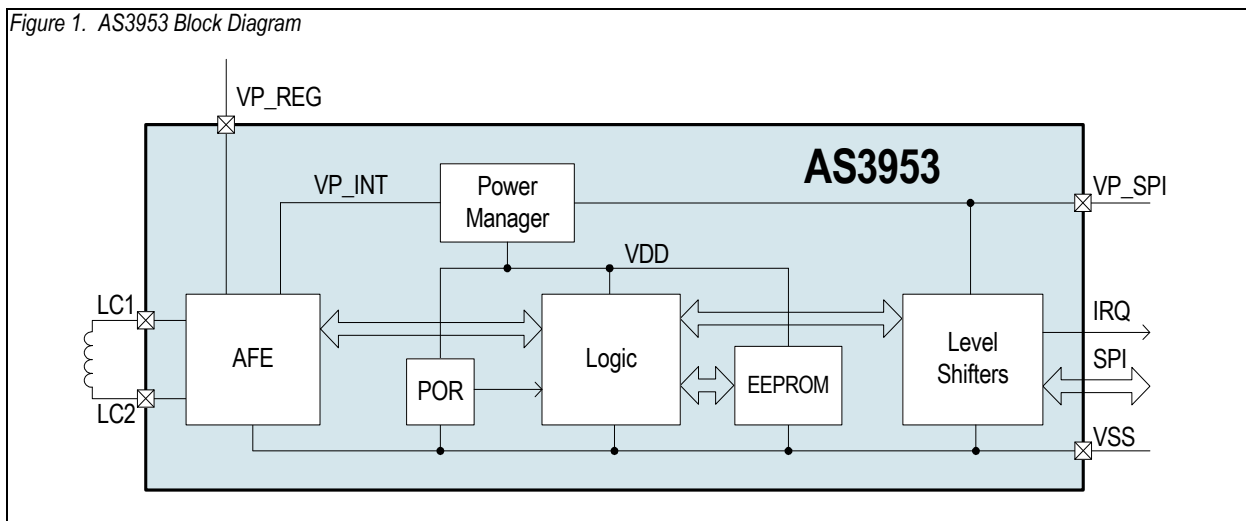 Figure 1. AS3953 Block Diagram
VP_REG
AS3953
VP_INT
Power
Manager
VP_SPI
VDD
LC1
AFE
Logic
Level
Shifters
IRQ
SPI
POR
EEPROM
LC2
VSS